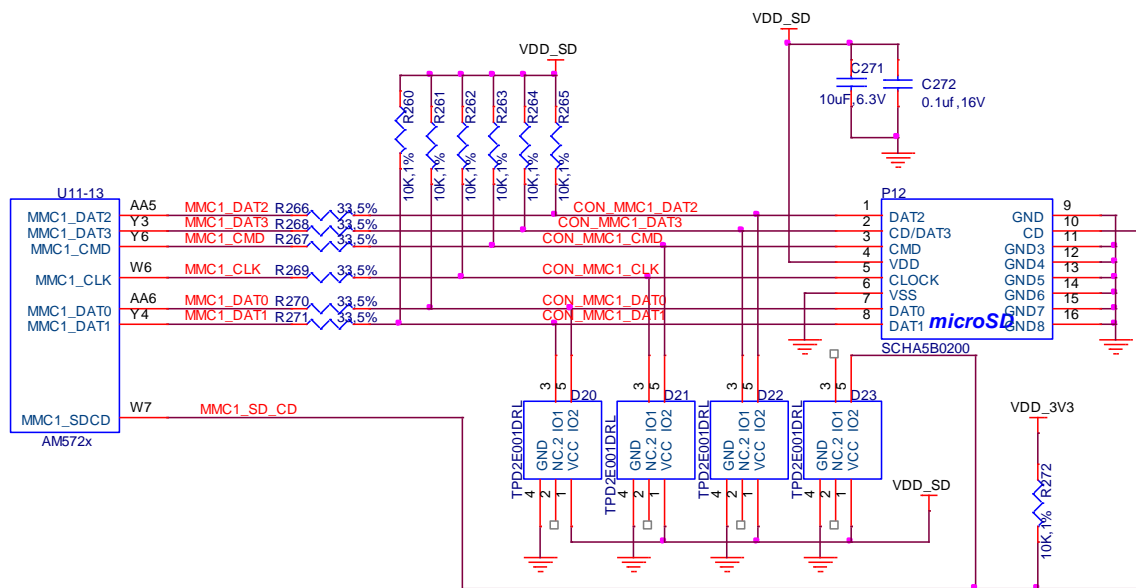 VDD_SD
VDD_SD
R260
R261
R262
R263
R264
R265
10K,1%
10K,1%
10K,1%
10K,1%
10K,1%
10K,1%
C271
10uF,6.3V
C272
0.1uf,16V
U11-13
MMC1_DAT2
MMC1_DAT3
MMC1_CMD
MMC1_CLK
MMC1_DAT0
MMC1_DAT1
MMC1_SDCD
AM572x
AA5
Y3
Y6
W6
AA6
Y4
W7
MMC1_DAT2
MMC1_DAT3
MMC1_CMD
MMC1_CLK
MMC1_DAT0
MMC1_DAT1
MMC1_SD_CD
R266 33,5%
R268 33,5%
R267 33,5%
R269 33,5%
R270 33,5%
R271 33,5%
CON_MMC1_DAT2
CON_MMC1_DAT3
CON_MMC1_CMD
CON_MMC1_CLK
CON_MMC1_DAT0
CON_MMC1_DAT1
P12
1 DAT2
2 CD/DAT3
3 CMD
4 VDD
5 CLOCK
6 VSS
7 DAT0
8 DAT1
GND 9
CD 10
GND3 11
GND4 12
GND5 13
GND6 14
GND7 15
GND8 16
microSD
SCHA5B0200
3 5
D20
TPD2E001DRL
GND
NC.2 IO1
VCC IO2
4 2 1
3 5
D21
TPD2E001DRL
GND
NC.2 IO1
VCC IO2
4 2 1
3 5
D22
TPD2E001DRL
GND
NC.2 IO1
VCC IO2
4 2 1
3 5
D23
TPD2E001DRL
GND
NC.2 IO1
VCC IO2
4 2 1
VDD_SD
VDD_3V3
R272
10K,1%